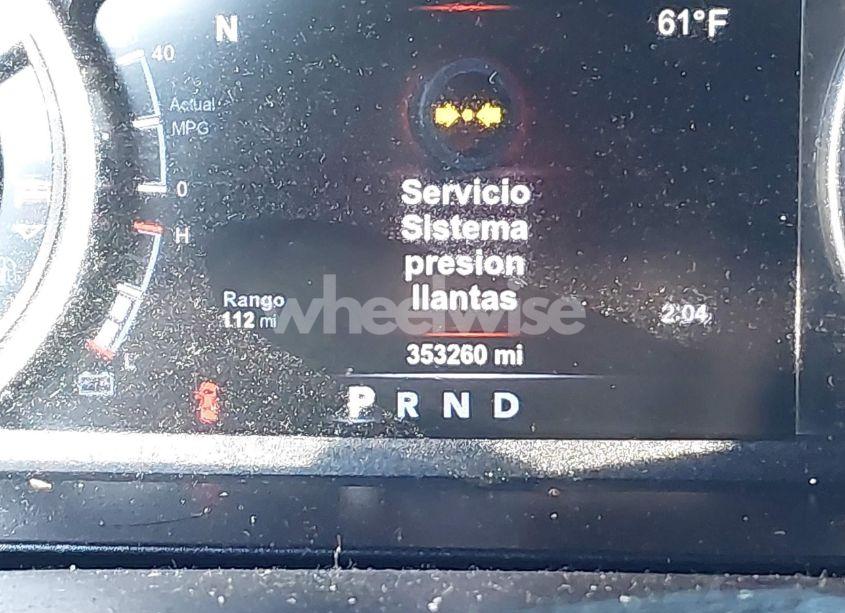 N
61°F
40
Actual
MPG
0
H
Servicio
Sistema
presion
llantas
Rango
112 mi
wheelwise
2:04
L
353260 mi
P R N D